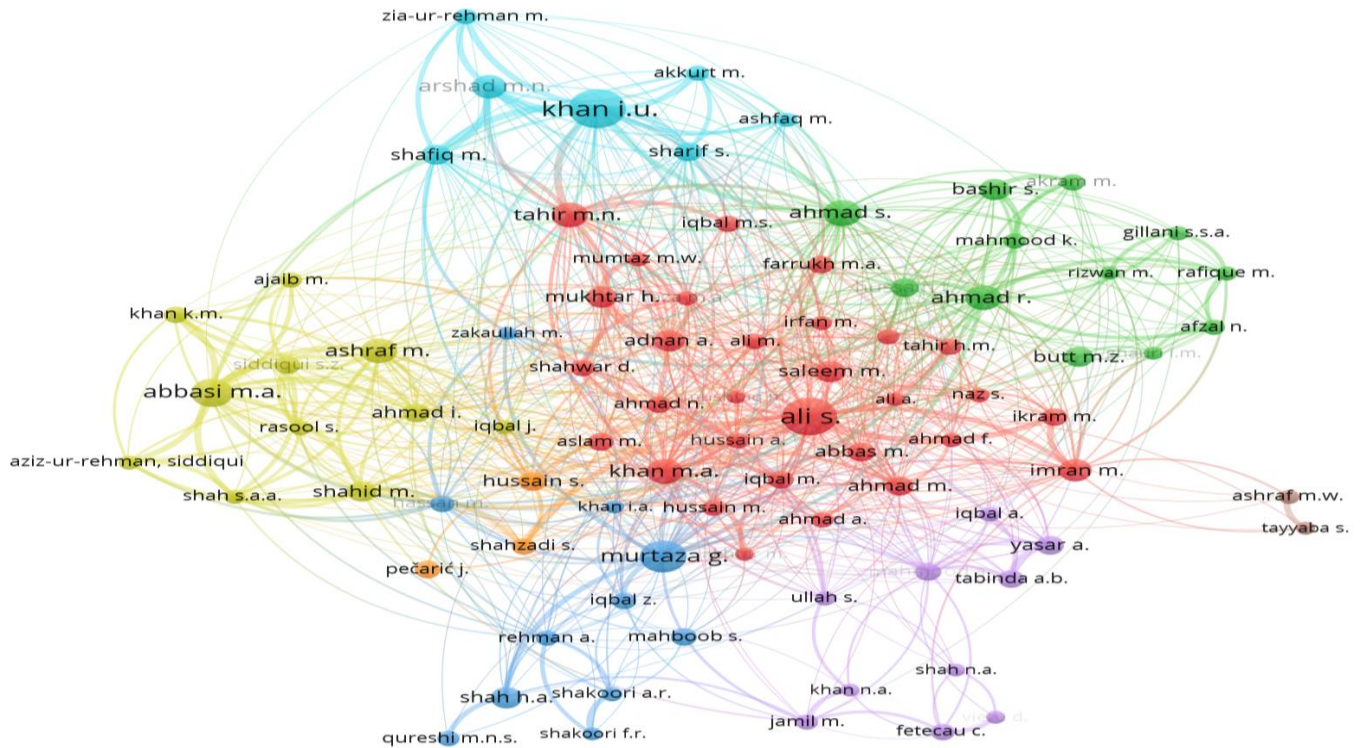 zia-ur-rehman m.
akkurt m.
arshad m.n.
khan i.u.
ashfaq m.
shafiq m.
sharif s.
akram m.
bashir s.
tahir m.n.
iqbal m.s.
ahmad s.
gillani s.s.a.
mahmood k.
mumtaz m.w.
farrukh m.a.
rizwan m.
rafique m.
ajaib m.
mukhtar h.
ahmad r.
khan k.m.
zakaullah m.
irfan m.
afzal n.
adnan a.
ali m.
tahir h.m.
ashraf m.
butt m.z.
siddiqui s.z.
shahwar d.
saleem m.
abbasi m.a.
ahmad n.
ali a.
naz s.
ahmad i.
ali s.
ikram m.
rasool s.
iqbal j.
aslam m.
hussain a.
ahmad f.
abbas m.
aziz-ur-rehman, siddiqui
khan m.a.
imran m.
hussain s.
iqbal m.
ahmad m.
shah s.a.a.
shahid m.
ashraf m.w.
hassan m.
khan i.a.
hussain m.
ahmad a.
iqbal a.
tayyaba s.
shahzadi s.
yasar a.
murtaza g.
pečarić j.
tabinda a.b.
iqbal z.
ullah s.
rehman a.
mahboob s.
shah n.a.
shah h.a.
shakoori a.r.
khan n.a.
jamil m.
fetecau c.
qureshi m.n.s.
shakoori f.r.